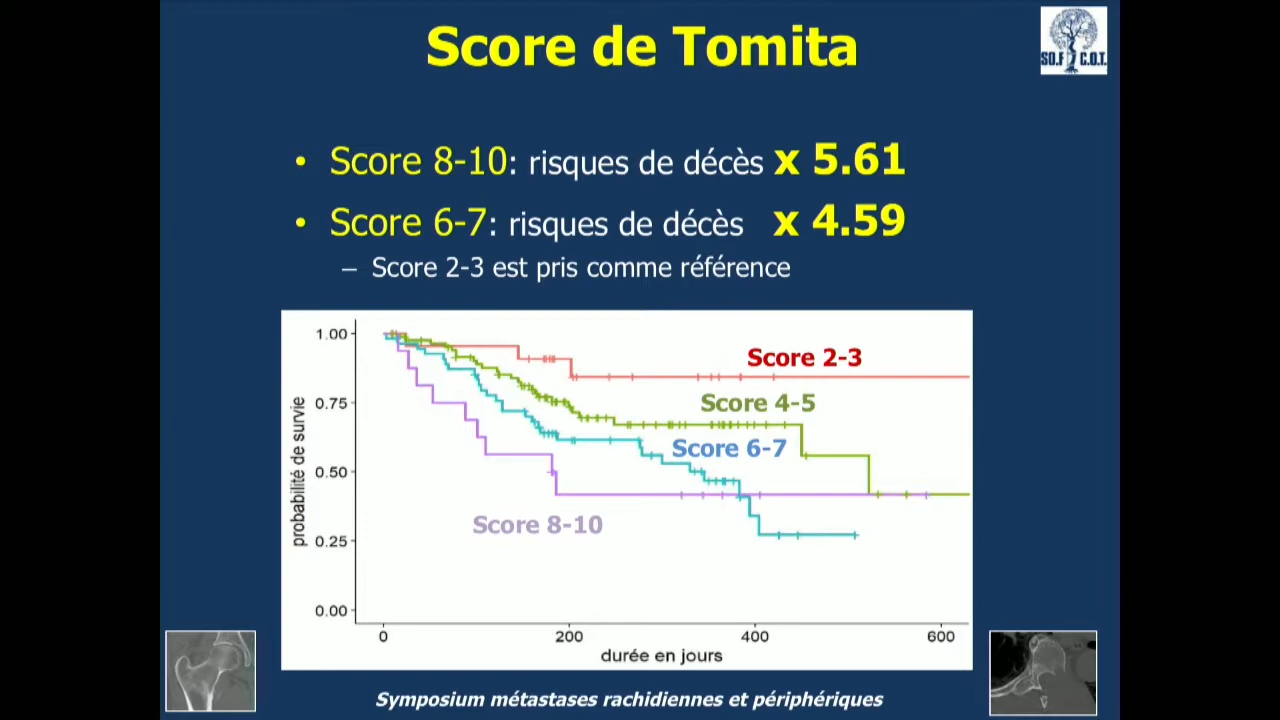 Score de Tomita
SO.F C.O.T.
• Score 8-10: risques de décès x 5.61
• Score 6-7: risques de décès x 4.59
– Score 2-3 est pris comme référence
probabilité de survie
1.00
0.75
0.50
0.25
0.00
Score 2-3
Score 4-5
Score 6-7
Score 8-10
0 200 400 600
durée en jours
Symposium métastases rachidiennes et périphériques